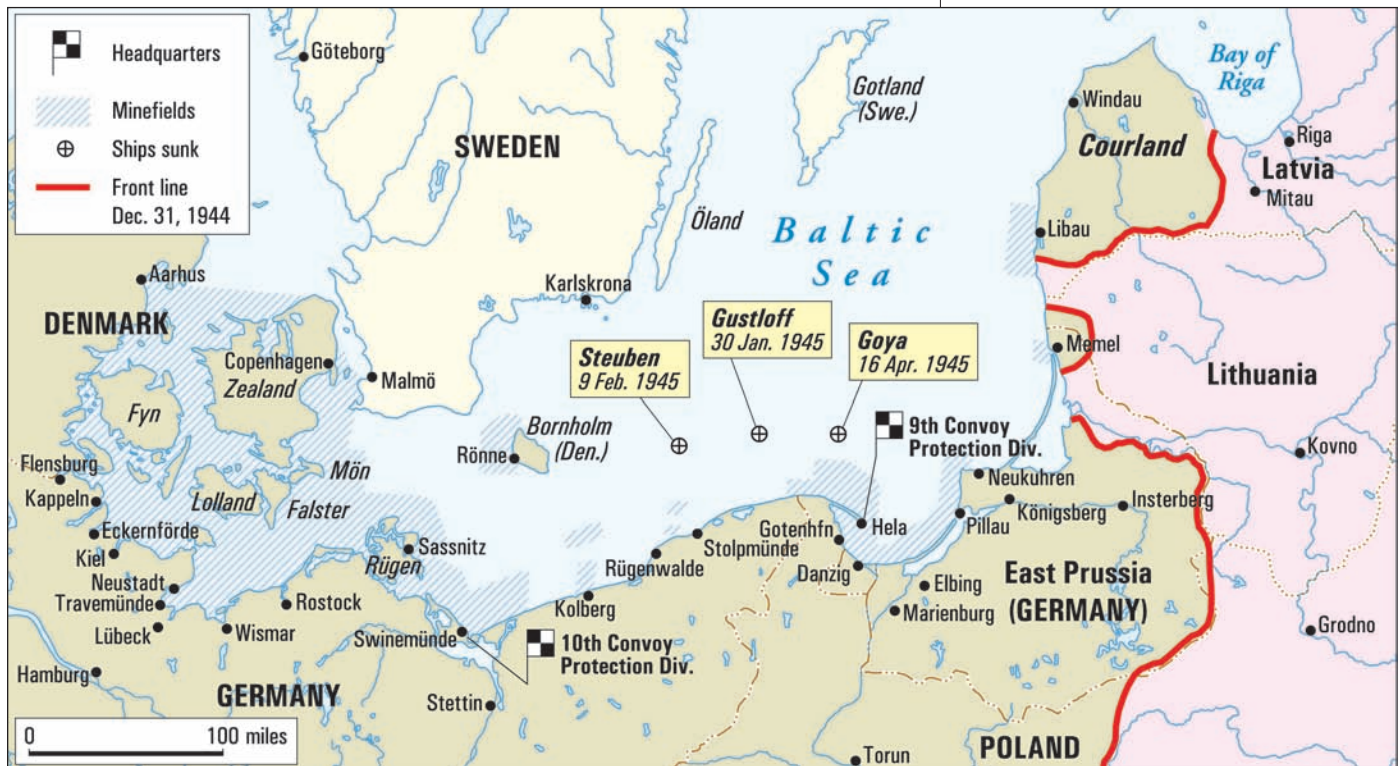 Headquarters
Minefields
Ships sunk
Front line
Dec. 31, 1944
Göteborg
SWEDEN
Gotland
(Swe.)
Öland
Karlskrona
Malmö
Baltic
Sea
Bay of
Riga
Windau
Courland
Riga
Latvia
Mitau
Libau
Memel
Lithuania
Kovno
Grodno
Aarhus
DENMARK
Copenhagen
Zealand
Fyn
Lolland
Falster
Mön
Flensburg
Kappeln
Eckernförde
Kiel
Neustadt
Travemünde
Lübeck
Wismar
Rostock
Hamburg
GERMANY
Bornholm
(Den.)
Rönne
Steuben
9 Feb. 1945
Gustloff
30 Jan. 1945
Goya
16 Apr. 1945
9th Convoy
Protection Div.
Sassnitz
Rügen
Swinemünde
Stettin
10th Convoy
Protection Div.
Kolberg
Rügenwalde
Stolpmünde
Gotenhfn
Hela
Danzig
Neukuhren
Pillau
Königsberg
Insterberg
Elbing
Marienburg
East Prussia
(GERMANY)
Torun
POLAND
0
100 miles